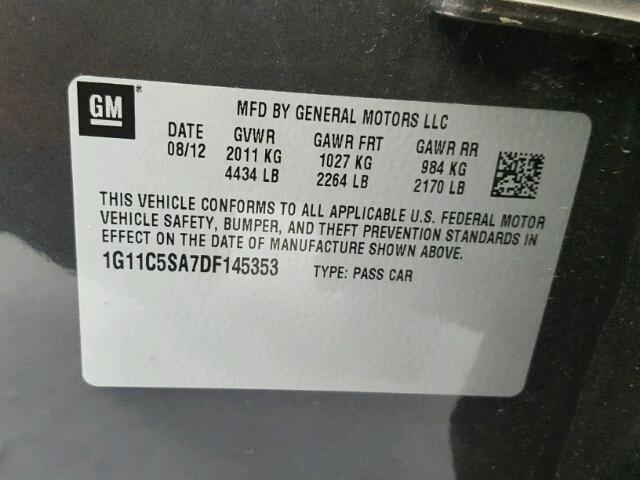 GM ®
MFD BY GENERAL MOTORS LLC
DATE GVWR GAWR FRT GAWR RR
08/12 2011 KG 1027 KG 984 KG
4434 LB 2264 LB 2170 LB
THIS VEHICLE CONFORMS TO ALL APPLICABLE U.S. FEDERAL MOTOR
VEHICLE SAFETY, BUMPER, AND THEFT PREVENTION STANDARDS IN
EFFECT ON THE DATE OF MANUFACTURE SHOWN ABOVE.
1G11C5SA7DF145353 TYPE: PASS CAR